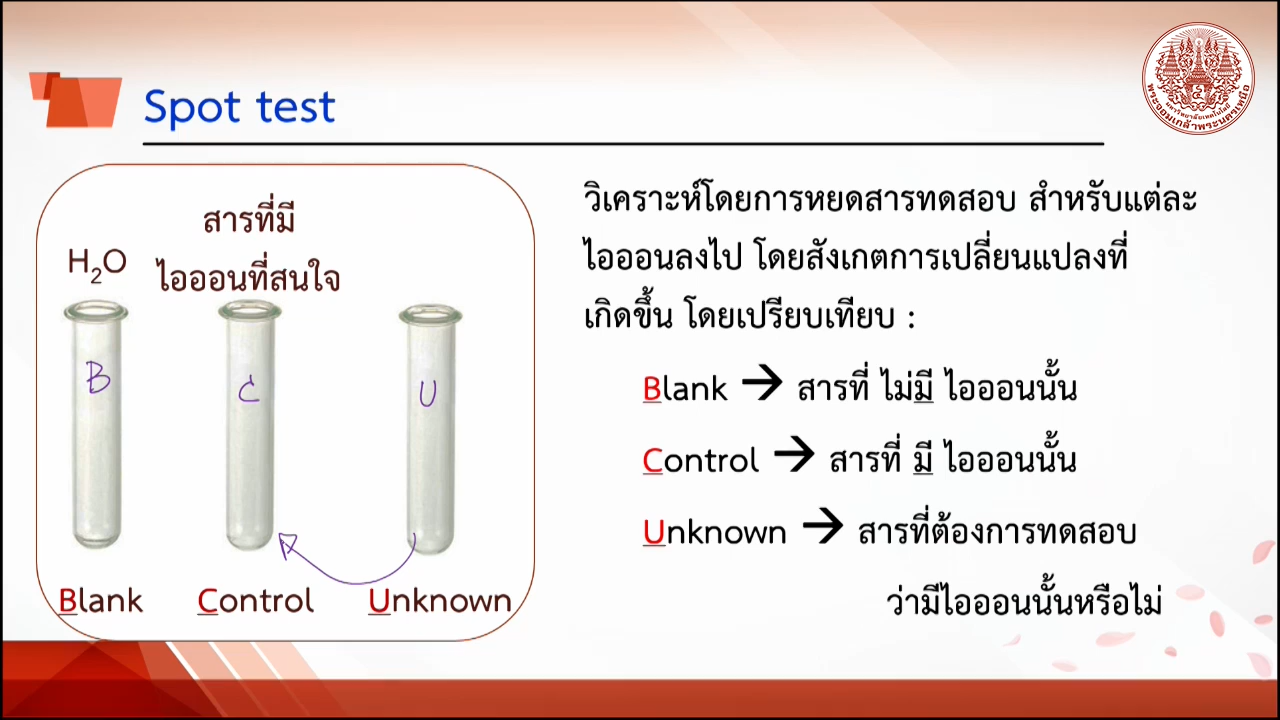 Spot test
สารที่มี
H₂O
ไอออนที่สนใจ
B
C
U
Blank
Control
Unknown
วิเคราะห์โดยการหยดสารทดสอบ สำหรับแต่ละ
ไอออนลงไป โดยสังเกตการเปลี่ยนแปลงที่
เกิดขึ้น โดยเปรียบเทียบ :
Blank → สารที่ ไม่มี ไอออนนั้น
Control → สารที่ มี ไอออนนั้น
Unknown → สารที่ต้องการทดสอบ
ว่ามีไอออนนั้นหรือไม่